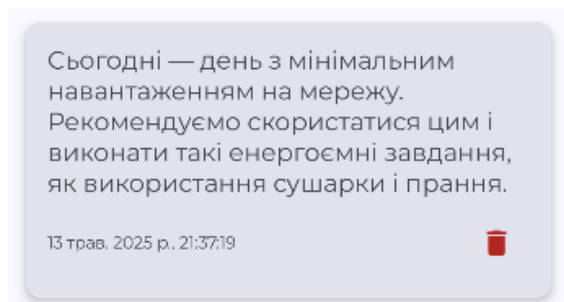 Сьогодні — день з мінімальним
навантаженням на мережу.
Рекомендуємо скористатися цим і
виконати такі енергоємні завдання,
як використання сушарки і прання.
13 трав. 2025 р., 21:37:19